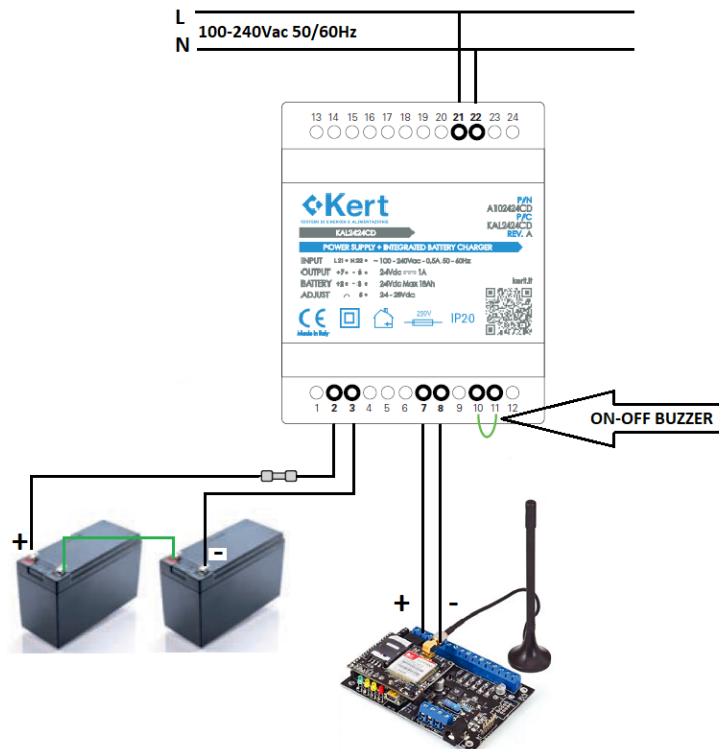 L
100-240Vac 50/60Hz
N
13 14 15 16 17 18 19 20 21 22 23 24
Kert
SISTEMI DI ENERGIA E ALIMENTAZIONE
P/N
A102424CD
P/C
KAL2424CD
REV. A
KAL2424CD
POWER SUPPLY + INTEGRATED BATTERY CHARGER
INPUT
~ 100 - 240Vac - 0,5A 50 - 60Hz
OUTPUT
24Vdc 1A
BATTERY
24Vdc Max 18Ah
ADJUST
24 - 28Vdc
kert.it
CE
250V
IP20
Made in Italy
1 2 3 4 5 6 7 8 9 10 11 12
ON-OFF BUZZER
+
-
+ -